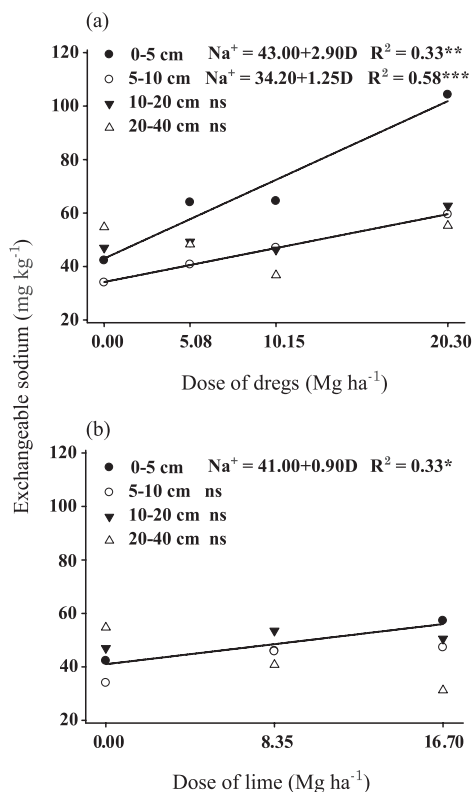 (a)
0-5 cm Na⁺ = 43.00+2.90D R² = 0.33**
5-10 cm Na⁺ = 34.20+1.25D R² = 0.58***
10-20 cm ns
20-40 cm ns
120
100
80
60
40
20
0.00 5.08 10.15 20.30
Dose of dregs (Mg ha⁻¹)
Exchangeable sodium (mg kg⁻¹)
(b)
0-5 cm Na⁺ = 41.00+0.90D R² = 0.33*
5-10 cm ns
10-20 cm ns
20-40 cm ns
120
100
80
60
40
20
0.00 8.35 16.70
Dose of lime (Mg ha⁻¹)